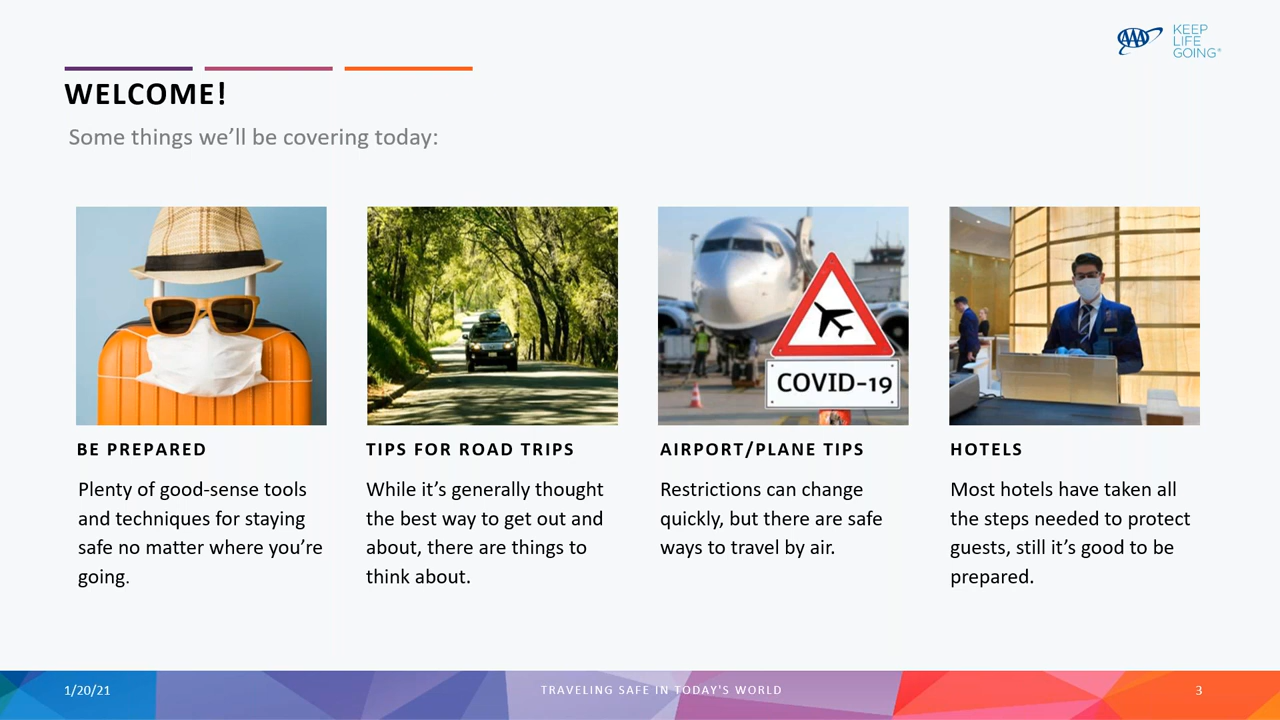 AAA
KEEP
LIFE
GOING®
WELCOME!
Some things we’ll be covering today:
COVID-19
BE PREPARED
Plenty of good-sense tools
and techniques for staying
safe no matter where you’re
going.
TIPS FOR ROAD TRIPS
While it’s generally thought
the best way to get out and
about, there are things to
think about.
AIRPORT/PLANE TIPS
Restrictions can change
quickly, but there are safe
ways to travel by air.
HOTELS
Most hotels have taken all
the steps needed to protect
guests, still it’s good to be
prepared.
1/20/21
TRAVELING SAFE IN TODAY'S WORLD
3